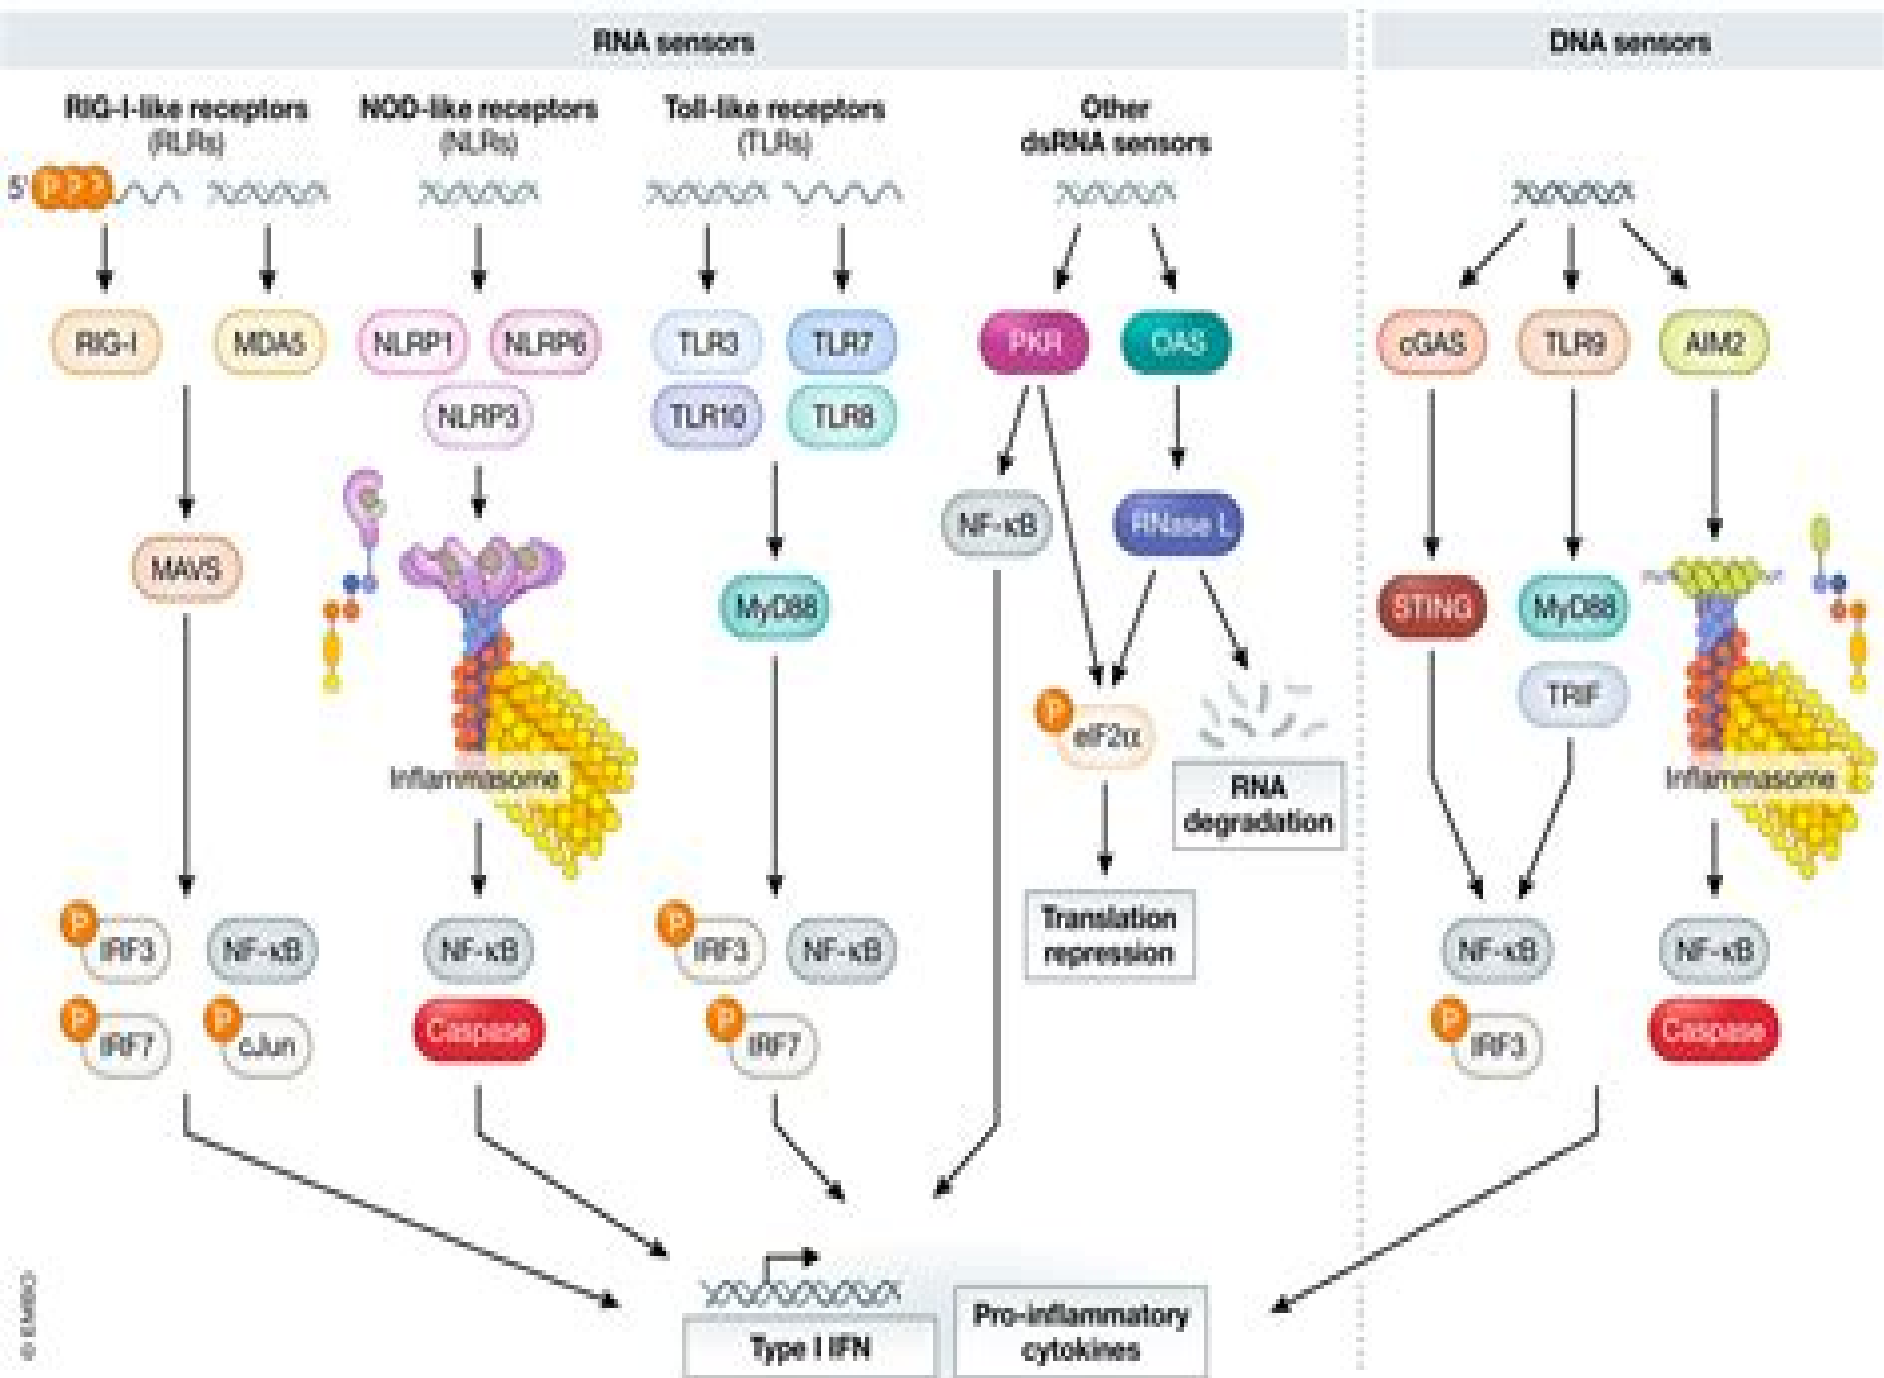 RNA sensors
DNA sensors
RIG-I-like receptors
(RLRs)
NOD-like receptors
(NLRs)
Toll-like receptors
(TLRs)
Other
dsRNA sensors
5'
P
RIG-I
MDA5
NLRP1
NLRP6
NLRP3
TLR3
TLR7
TLR10
TLR8
PKR
OAS
cGAS
TLR9
AIM2
MAVS
MyD88
NF-κB
RNase L
STING
MyD88
TRIF
P
eIF2α
Inflammasome
RNA
degradation
Inflammasome
Translation
repression
P
IRF3
NF-κB
P
IRF7
P
cJun
NF-κB
Caspase
P
IRF3
NF-κB
P
IRF7
NF-κB
P
IRF3
NF-κB
Caspase
Type I IFN
Pro-inflammatory
cytokines
© EMBO